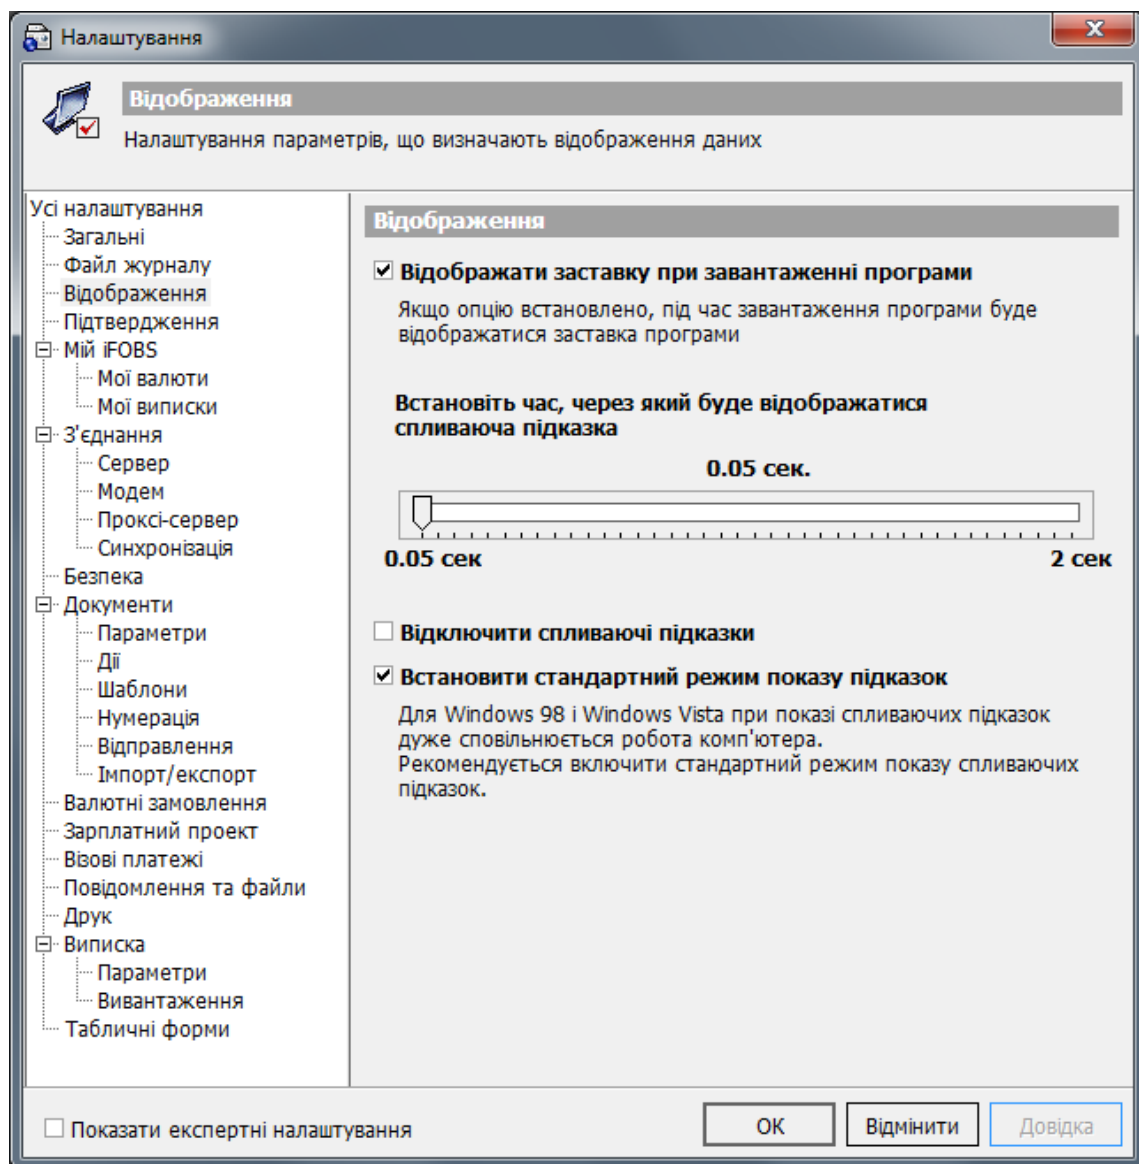 Налаштування
Відображення
Налаштування параметрів, що визначають відображення даних
Усі налаштування
Загальні
Файл журналу
Відображення
Підтвердження
Мій iFOBS
Мої валюти
Мої виписки
З'єднання
Сервер
Модем
Проксі-сервер
Синхронізація
Безпека
Документи
Параметри
Дії
Шаблони
Нумерація
Відправлення
Імпорт/експорт
Валютні замовлення
Зарплатний проект
Візові платежі
Повідомлення та файли
Друк
Виписка
Параметри
Вивантаження
Табличні форми
Відображення
Відображати заставку при завантаженні програми
Якщо опцію встановлено, під час завантаження програми буде
відображатися заставка програми
Встановіть час, через який буде відображатися
спливаюча підказка
0.05 сек.
0.05 сек 2 сек
Відключити спливаючі підказки
Встановити стандартний режим показу підказок
Для Windows 98 і Windows Vista при показі спливаючих підказок
дуже сповільнюється робота комп'ютера.
Рекомендується включити стандартний режим показу спливаючих
підказок.
Показати експертні налаштування
ОК Відмінити Довідка